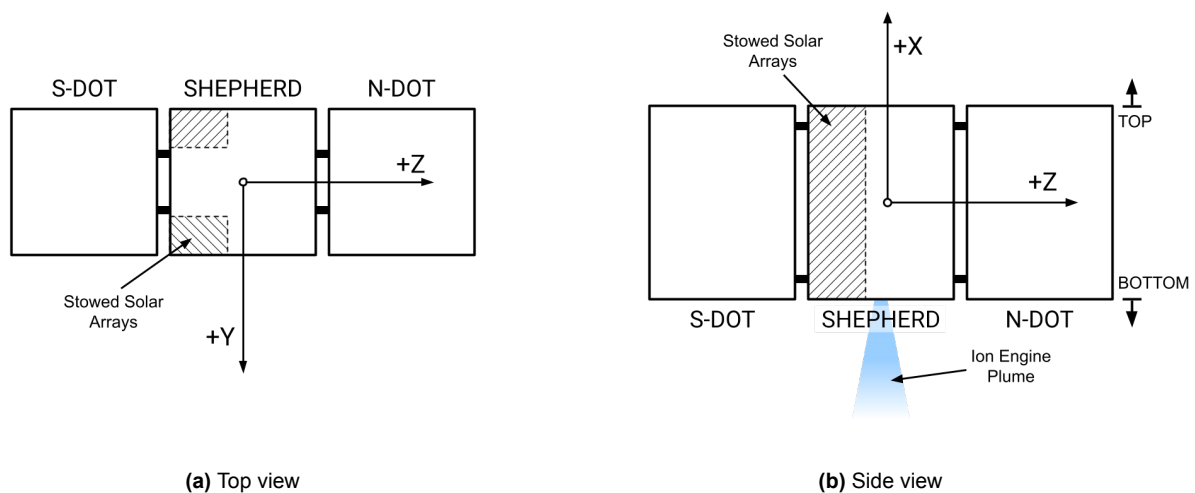 S-DOT
SHEPHERD
N-DOT
+Z
Stowed Solar
Arrays
+Y
(a) Top view
Stowed Solar
Arrays
+X
TOP
+Z
BOTTOM
S-DOT
SHEPHERD
N-DOT
Ion Engine
Plume
(b) Side view